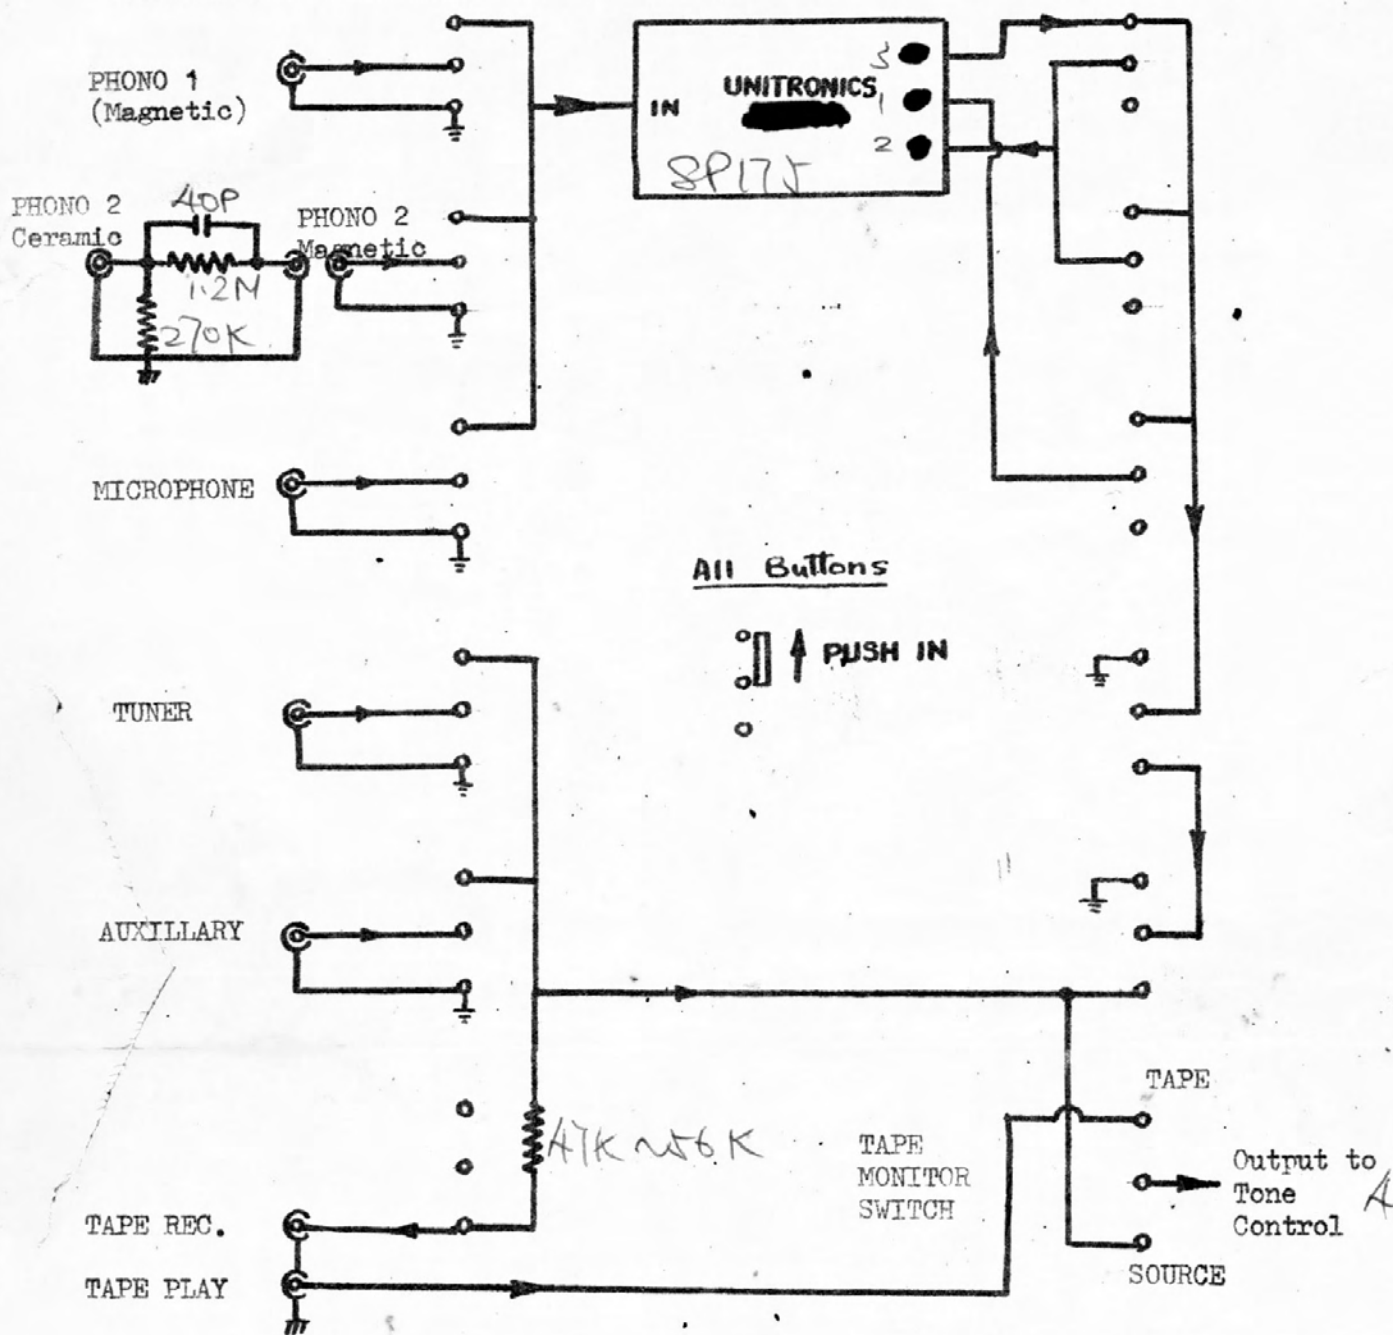 PHONO 1
(Magnetic)
IN
UNITRONICS
3
1
2
SP175
PHONO 2
Ceramic
40P
1.2M
270K
PHONO 2
Magnetic
MICROPHONE
All Buttons
PUSH IN
TUNER
AUXILLARY
47K ~ 56K
TAPE
MONITOR
SWITCH
TAPE
Output to
Tone
Control
A
SOURCE
TAPE REC.
TAPE PLAY